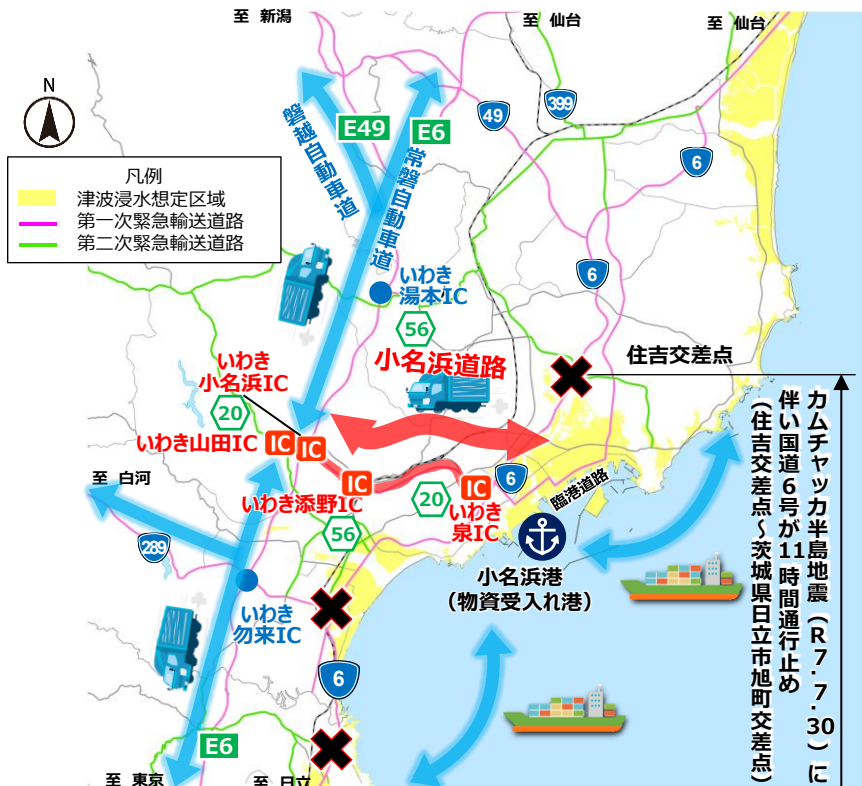 至 新潟
至 仙台
至 仙台
N
凡例
津波浸水想定区域
第一次緊急輸送道路
第二次緊急輸送道路
E49
E6
磐越自動車道
常磐自動車道
49
399
6
6
いわき
湯本IC
56
小名浜道路
住吉交差点
いわき
小名浜IC
20
いわき山田IC
IC
IC
IC
IC
いわき添野IC
56
20
いわき
泉IC
6
臨港道路
至 白河
289
いわき
勿来IC
小名浜港
(物資受入れ港)
6
E6
至 東京
至 日立
カムチャッカ半島地震(R7.7.30)に
伴い国道6号が11時間通行止め
(住吉交差点~茨城県日立市旭町交差点)